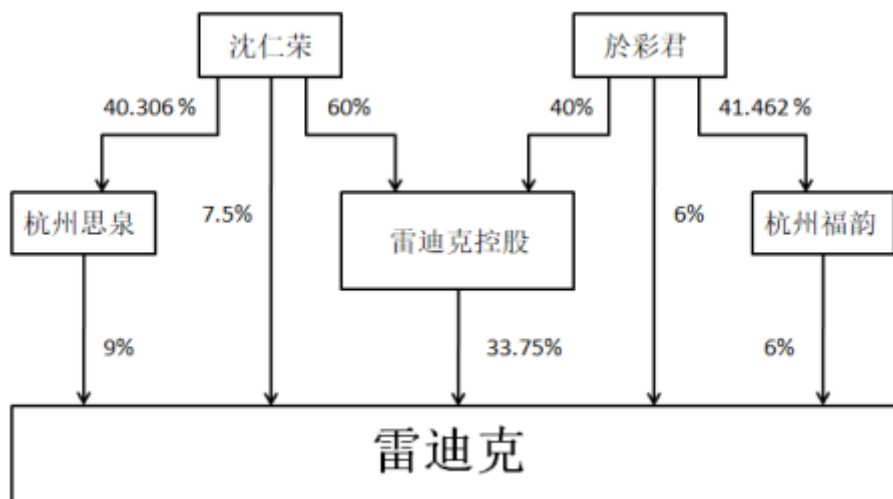 沈仁荣
於彩君
40.306%
60%
40%
41.462%
杭州思泉
7.5%
雷迪克控股
6%
杭州福韵
9%
33.75%
6%
雷迪克